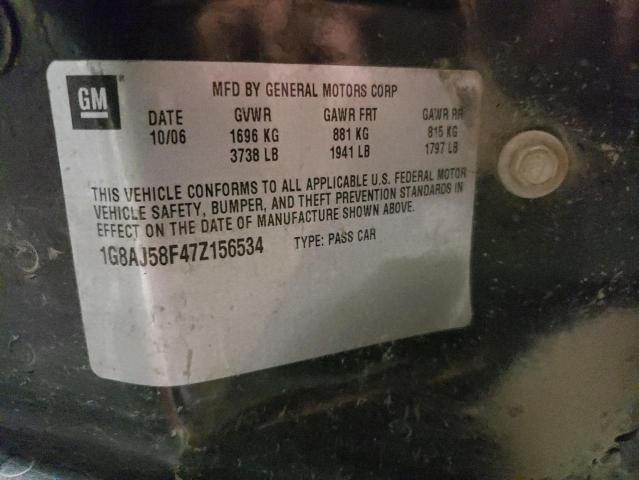 GM
MFD BY GENERAL MOTORS CORP
DATE GVWR GAWR FRT GAWR RR
10/06 1696 KG 881 KG 815 KG
3738 LB 1941 LB 1797 LB
THIS VEHICLE CONFORMS TO ALL APPLICABLE U.S. FEDERAL MOTOR
VEHICLE SAFETY, BUMPER, AND THEFT PREVENTION STANDARDS IN
EFFECT ON THE DATE OF MANUFACTURE SHOWN ABOVE.
1G8AJ58F47Z156534 TYPE: PASS CAR